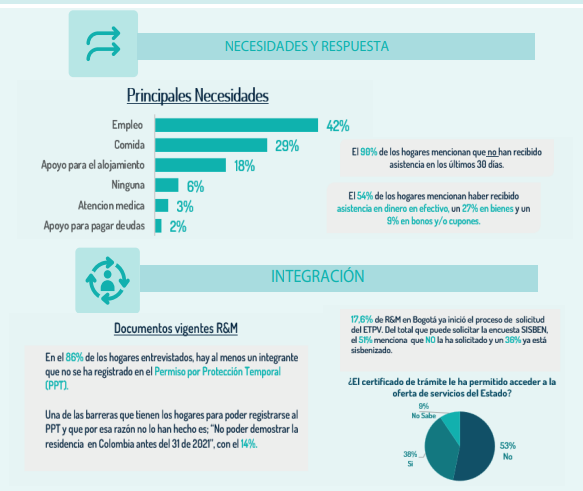 NECESIDADES Y RESPUESTA
Principales Necesidades
Empleo 42%
Comida 29%
Apoyo para el alojamiento 18%
Ninguna 6%
Atencion medica 3%
Apoyo para pagar deudas 2%
El 98% de los hogares mencionan que no han recibido
asistencia en los últimos 30 días.
El 54% de los hogares mencionan haber recibido
asistencia en dinero en efectivo, un 27% en bienes y un
9% en bonos y/o cupones.
INTEGRACIÓN
Documentos vigentes R&M
En el 86% de los hogares entrevistados, hay al menos un integrante
que no se ha registrado en el Permiso por Protección Temporal
(PPT).
Una de las barreras que tienen los hogares para poder registrarse al
PPT y que por esa razón no lo han hecho es; "No poder demostrar la
residencia en Colombia antes del 31 de 2021", con el 14%.
17,6% de R&M en Bogotá ya inició el proceso de solicitud
del ETPV. Del total que puede solicitar la encuesta SISBEN,
el 51% menciona que NO la ha solicitado y un 36% ya está
sisbenizado.
¿El certificado de trámite le ha permitido acceder a la
oferta de servicios del Estado?
9%
No Sabe
38%
Si
53%
No